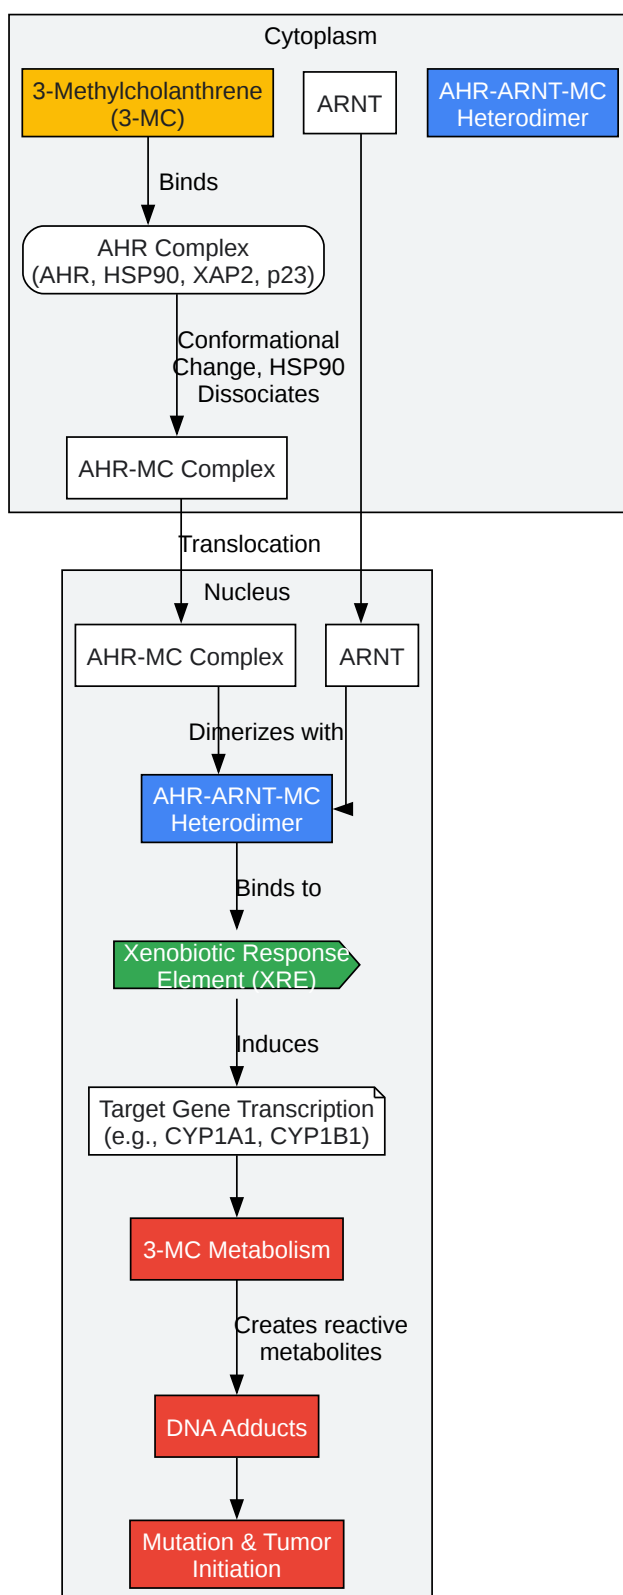 Cytoplasm
3-Methylcholanthrene
(3-MC)
ARNT
AHR-ARNT-MC
Heterodimer
Binds
AHR Complex
(AHR, HSP90, XAP2, p23)
Conformational
Change, HSP90
Dissociates
AHR-MC Complex
Translocation
Nucleus
AHR-MC Complex
ARNT
Dimerizes with
AHR-ARNT-MC
Heterodimer
Binds to
Xenobiotic Response
Element (XRE)
Induces
Target Gene Transcription
(e.g., CYP1A1, CYP1B1)
3-MC Metabolism
Creates reactive
metabolites
DNA Adducts
Mutation & Tumor
Initiation